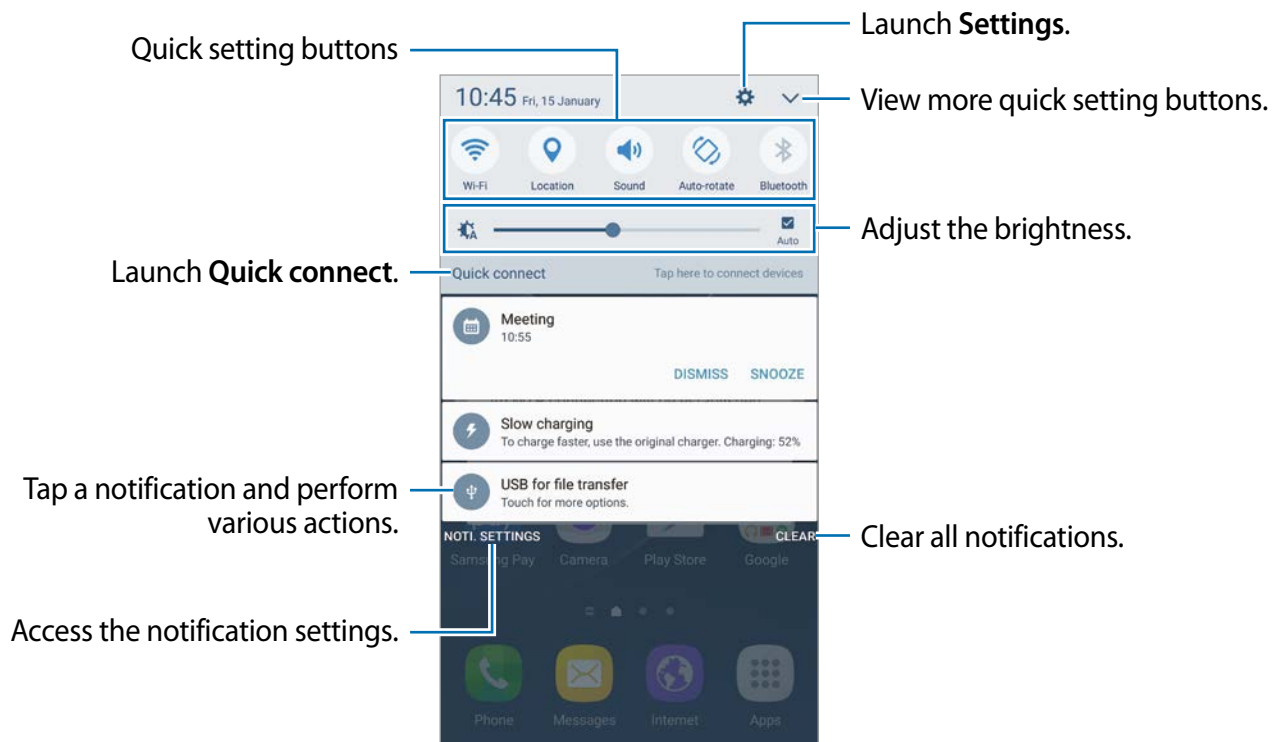 Launch Settings.
Quick setting buttons
10:45 Fri, 15 January
View more quick setting buttons.
Wi-Fi Location Sound Auto-rotate Bluetooth
A
Auto
Adjust the brightness.
Launch Quick connect.
Quick connect Tap here to connect devices
Meeting
10:55
DISMISS SNOOZE
Slow charging
To charge faster, use the original charger. Charging: 52%
USB for file transfer
Touch for more options.
Tap a notification and perform
various actions.
NOTI. SETTINGS CLEAR
Clear all notifications.
Samsung Pay Camera Play Store Google
Access the notification settings.
Phone Messages Internet Apps